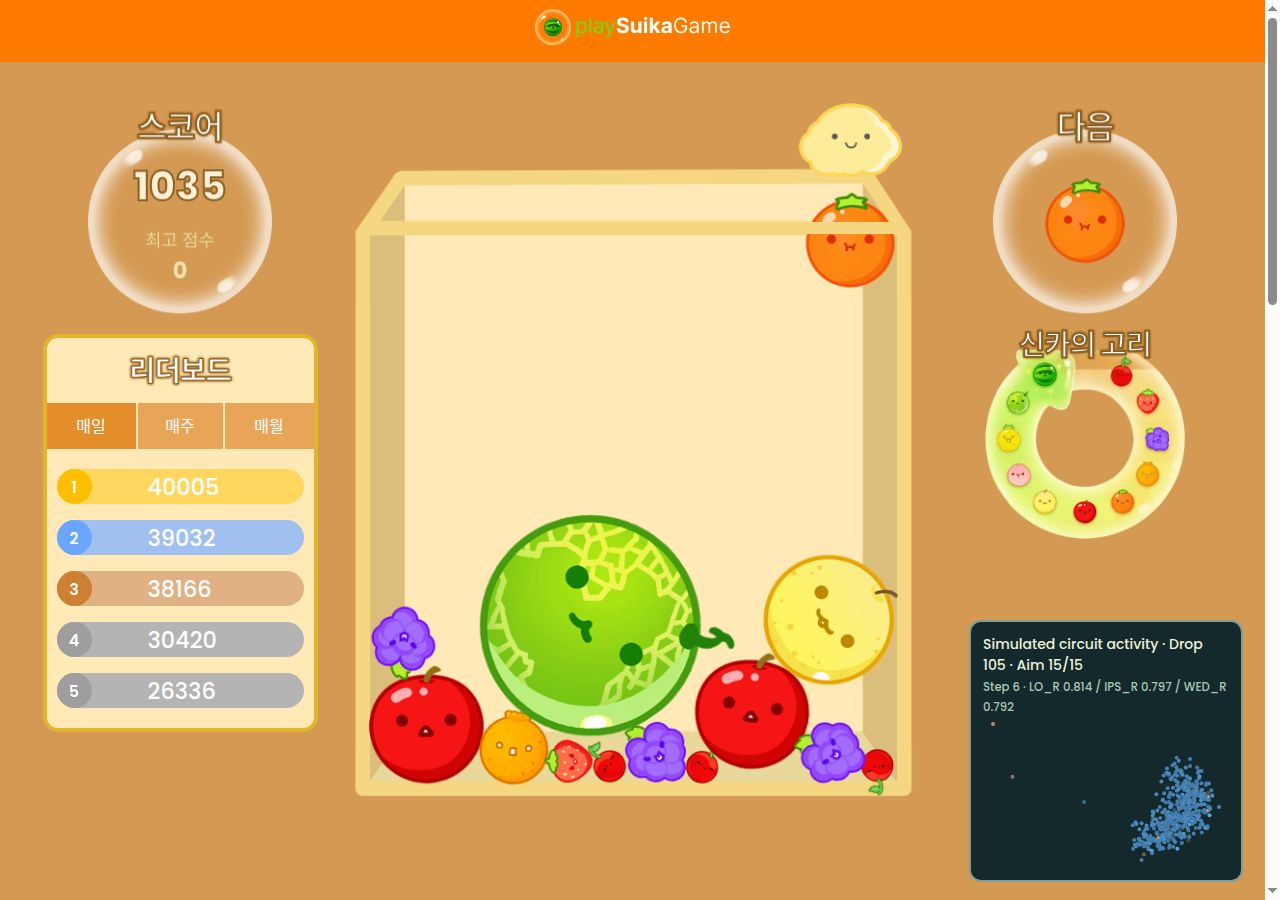 playSuikaGame
스코어
1035
최고 점수
0
리더보드
매일 매주 매월
1 40005
2 39032
3 38166
4 30420
5 26336
다음
신카의 고리
Simulated circuit activity · Drop
105 · Aim 15/15
Step 6 · LO_R 0.814 / IPS_R 0.797 / WED_R
0.792